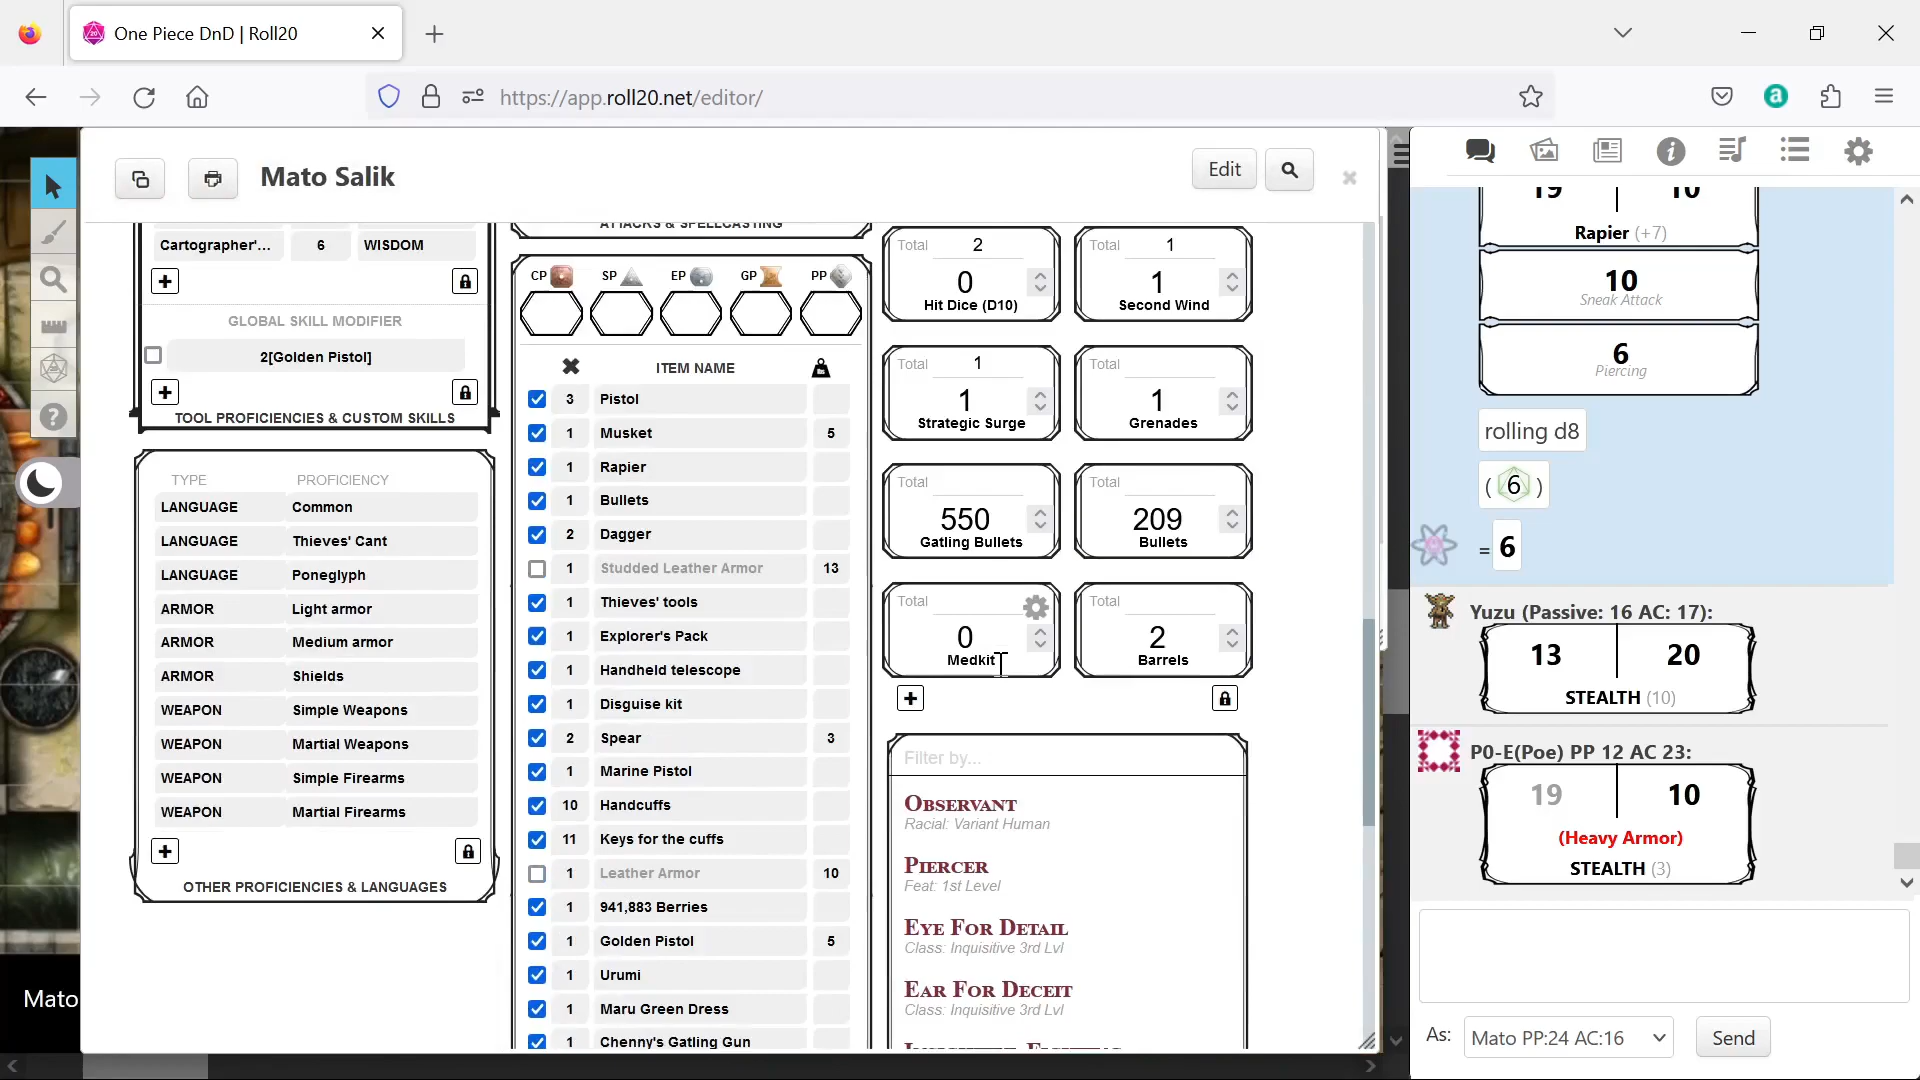 One Piece DnD | Roll20
https://app.roll20.net/editor/
Mato Salik
Edit
Cartographer'... 6 WISDOM
GLOBAL SKILL MODIFIER
2[Golden Pistol]
TOOL PROFICIENCIES & CUSTOM SKILLS
TYPE PROFICIENCY
LANGUAGE Common
LANGUAGE Thieves' Cant
LANGUAGE Poneglyph
ARMOR Light armor
ARMOR Medium armor
ARMOR Shields
WEAPON Simple Weapons
WEAPON Martial Weapons
WEAPON Simple Firearms
WEAPON Martial Firearms
OTHER PROFICIENCIES & LANGUAGES
Mato
ATTACKS & SPELLCASTING
CP SP EP GP PP
ITEM NAME
3 Pistol
1 Musket 5
1 Rapier
1 Bullets
2 Dagger
1 Studded Leather Armor 13
1 Thieves' tools
1 Explorer's Pack
1 Handheld telescope
1 Disguise kit
2 Spear 3
1 Marine Pistol
10 Handcuffs
11 Keys for the cuffs
1 Leather Armor 10
1 941,883 Berries
1 Golden Pistol 5
1 Urumi
1 Maru Green Dress
1 Chenny's Gatling Gun
Total 2
0
Hit Dice (D10)
Total 1
1
Second Wind
Total 1
1
Strategic Surge
Total
1
Grenades
Total
550
Gatling Bullets
Total
209
Bullets
Total
0
Medkit
Total
2
Barrels
Filter by...
OBSERVANT
Racial: Variant Human
PIERCER
Feat: 1st Level
EYE FOR DETAIL
Class: Inquisitive 3rd Lvl
EAR FOR DECEIT
Class: Inquisitive 3rd Lvl
19 10
Rapier (+7)
10
Sneak Attack
6
Piercing
rolling d8
( 6 )
= 6
Yuzu (Passive: 16 AC: 17):
13 20
STEALTH (10)
P0-E(Poe) PP 12 AC 23:
19 10
(Heavy Armor)
STEALTH (3)
As: Mato PP:24 AC:16
Send